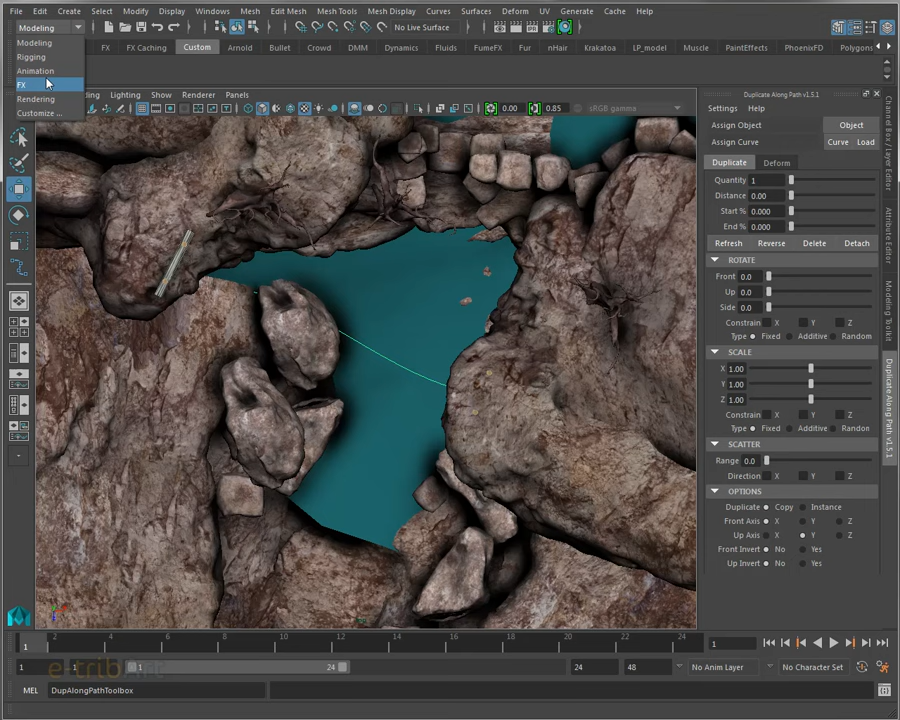 File Edit Create Select Modify Display Windows Mesh Edit Mesh Mesh Tools Mesh Display Curves Surfaces Deform UV Generate Cache Help
Modeling No Live Surface
Modeling
Rigging
Animation
FX
Rendering
Customize ...
FX FX Caching Custom Arnold Bullet Crowd DMM Dynamics Fluids FumeFX Fur nHair Krakatoa LP_model Muscle PaintEffects PhoenixFD Polygons
Lighting Show Renderer Panels
0.00 0.85 sRGB gamma
Duplicate Along Path v1.5.1
Settings Help
Assign Object Object
Assign Curve Curve Load
Duplicate Deform
Quantity 1
Distance 0.00
Start % 0.000
End % 0.000
Refresh Reverse Delete Detach
ROTATE
Front 0.0
Up 0.0
Side 0.0
Constrain X Y Z
Type Fixed Additive Random
SCALE
X 1.00
Y 1.00
Z 1.00
Constrain X Y Z
Type Fixed Additive Randon
SCATTER
Range 0.0
Direction X Y Z
OPTIONS
Duplicate Copy Instance
Front Axis X Y Z
Up Axis X Y Z
Front Invert No Yes
Up Invert No Yes
Channel Box / Layer Editor
Attribute Editor
Modeling Toolkit
Duplicate Along Path v1.5.1
1 2 4 6 8 10 12 14 16 18 20 22 24 1
1 1 1 24 24 48 No Anim Layer No Character Set
MEL DupAlongPathToolbox